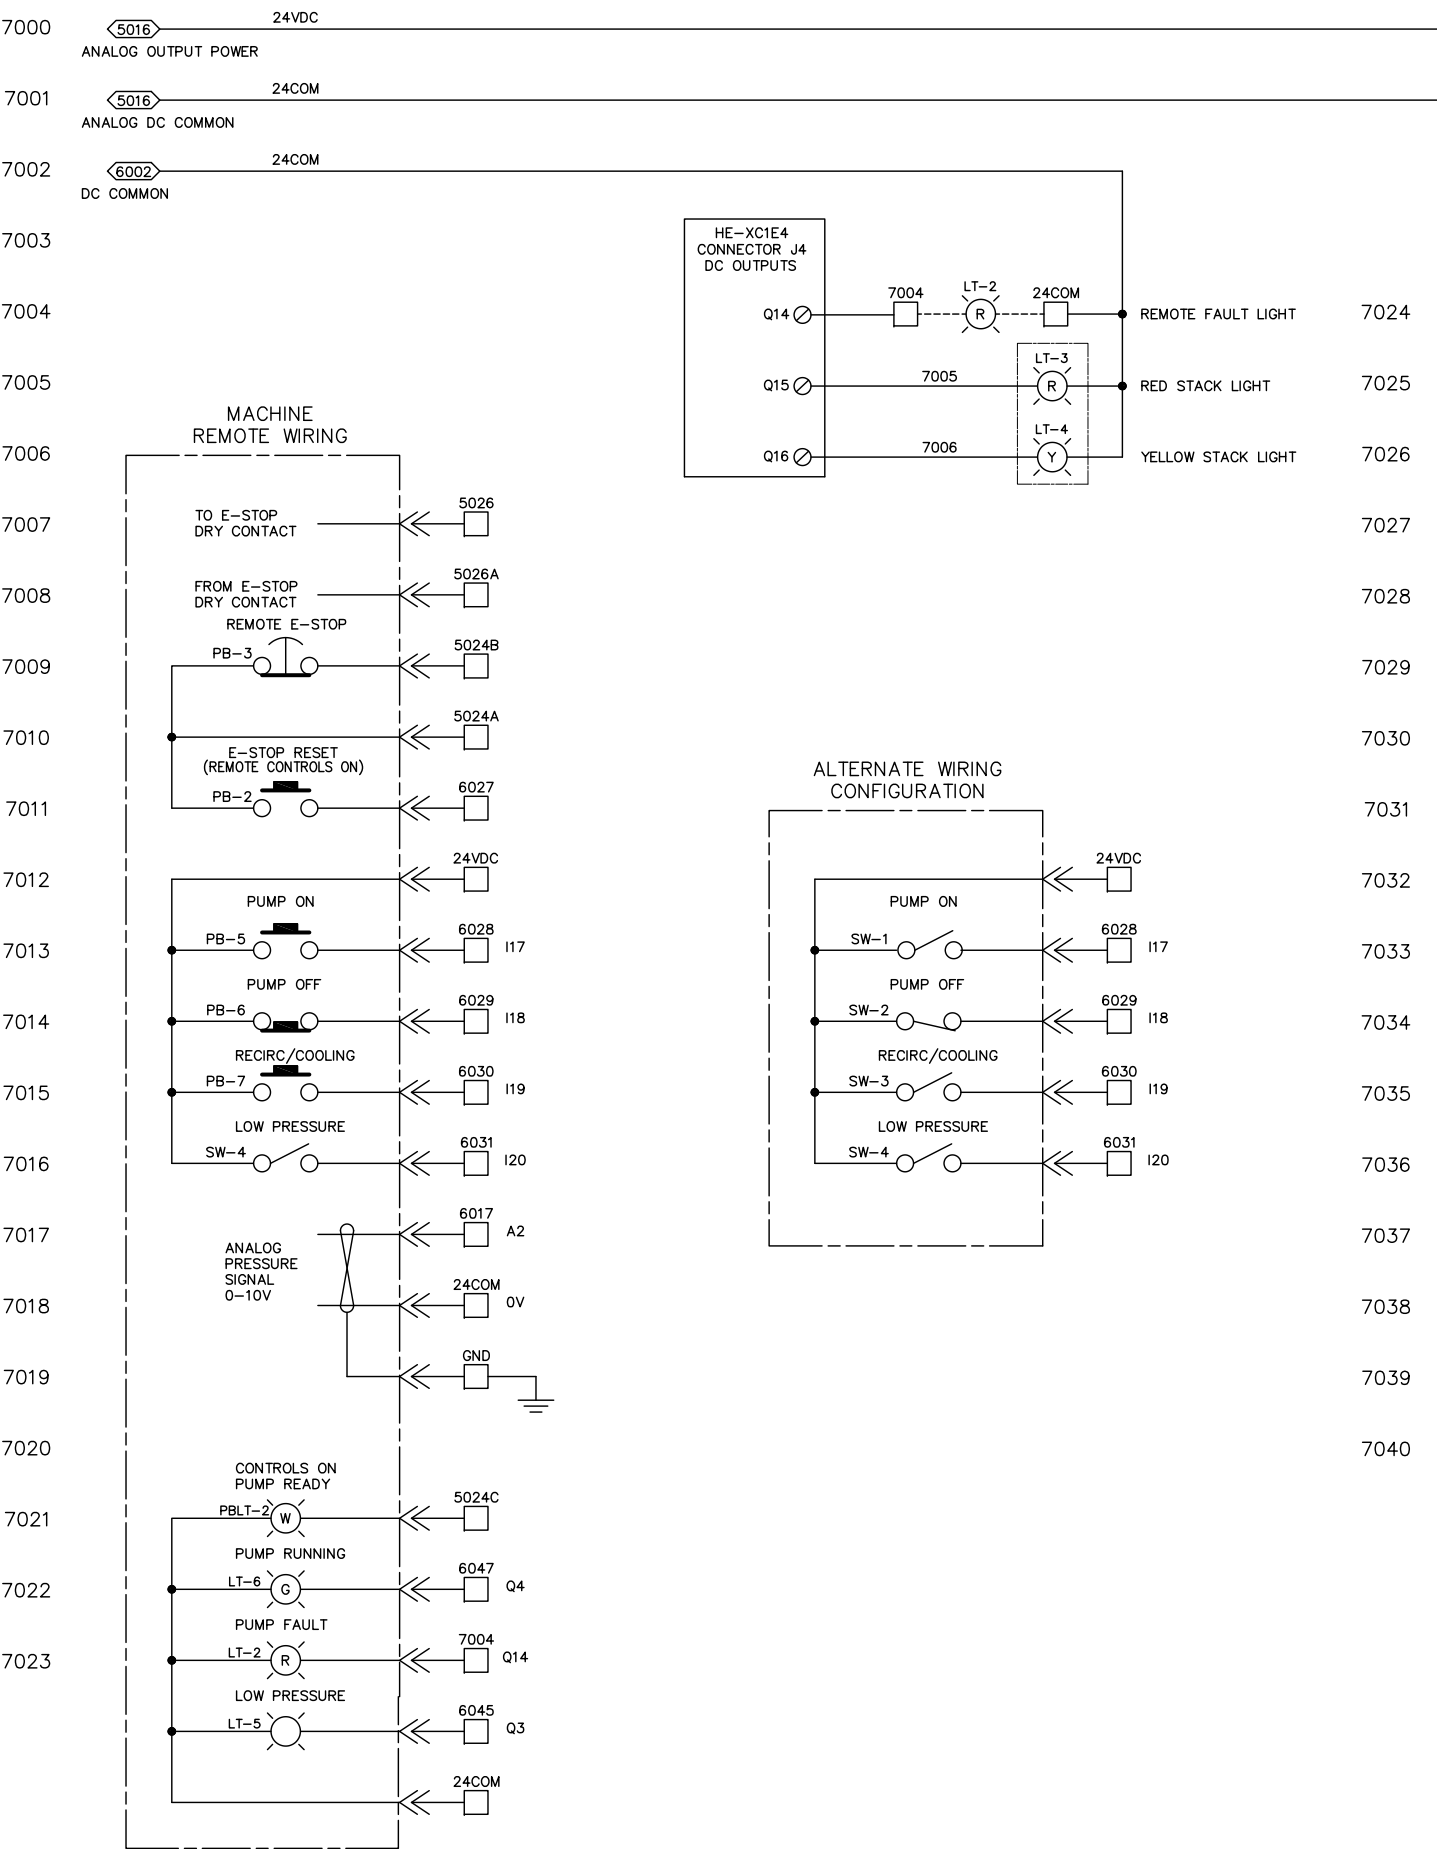 7000
5016
24VDC
ANALOG OUTPUT POWER
7001
5016
24COM
ANALOG DC COMMON
7002
6002
24COM
DC COMMON
7003
HE-XC1E4
CONNECTOR J4
DC OUTPUTS
7004
Q14
7004
LT-2
R
24COM
REMOTE FAULT LIGHT
7024
7005
Q15
7005
LT-3
R
RED STACK LIGHT
7025
MACHINE
REMOTE WIRING
7006
Q16
7006
LT-4
Y
YELLOW STACK LIGHT
7026
7007
TO E-STOP
DRY CONTACT
5026
7027
7008
FROM E-STOP
DRY CONTACT
5026A
7028
REMOTE E-STOP
7009
PB-3
5024B
7029
7010
5024A
7030
E-STOP RESET
(REMOTE CONTROLS ON)
7011
PB-2
6027
7031
ALTERNATE WIRING
CONFIGURATION
7012
24VDC
24VDC
7032
PUMP ON
PUMP ON
7013
PB-5
6028
I17
SW-1
6028
I17
7033
PUMP OFF
PUMP OFF
7014
PB-6
6029
I18
SW-2
6029
I18
7034
RECIRC/COOLING
RECIRC/COOLING
7015
PB-7
6030
I19
SW-3
6030
I19
7035
LOW PRESSURE
LOW PRESSURE
7016
SW-4
6031
I20
SW-4
6031
I20
7036
7017
6017
A2
7037
ANALOG
PRESSURE
SIGNAL
0-10V
7018
24COM
0V
7038
7019
GND
7039
7020
7040
CONTROLS ON
PUMP READY
7021
PBLT-2
W
5024C
PUMP RUNNING
7022
LT-6
G
6047
Q4
PUMP FAULT
7023
LT-2
R
7004
Q14
LOW PRESSURE
LT-5
6045
Q3
24COM